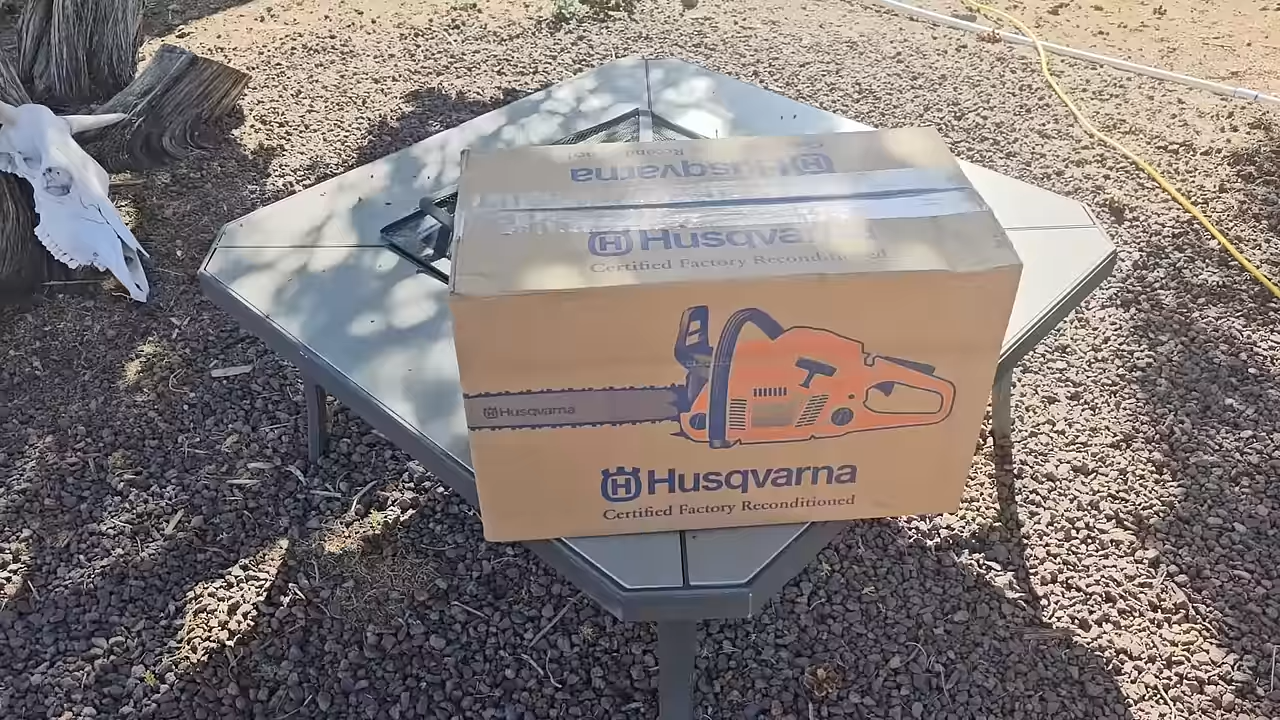 Husqvarna
Husqvarna
Certified Factory Reconditioned
Husqvarna
Husqvarna
Certified Factory Reconditioned